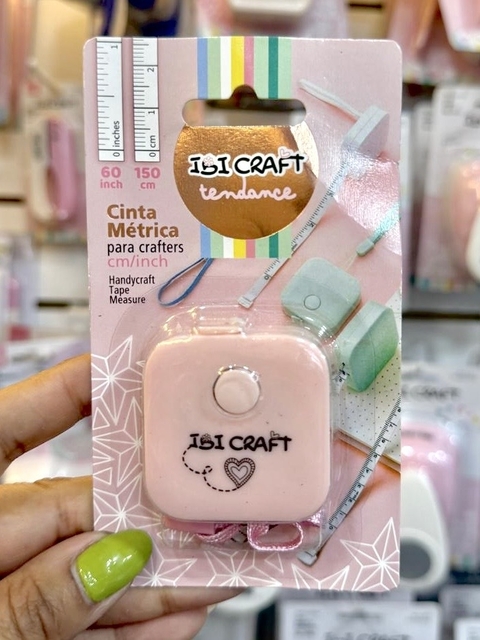 1
0 inches
2
1
0 cm
60
inch
150
cm
IBI CRAFT
tendance
Cinta
Métrica
para crafters
cm/inch
Handycraft
Tape
Measure
IBI CRAFT